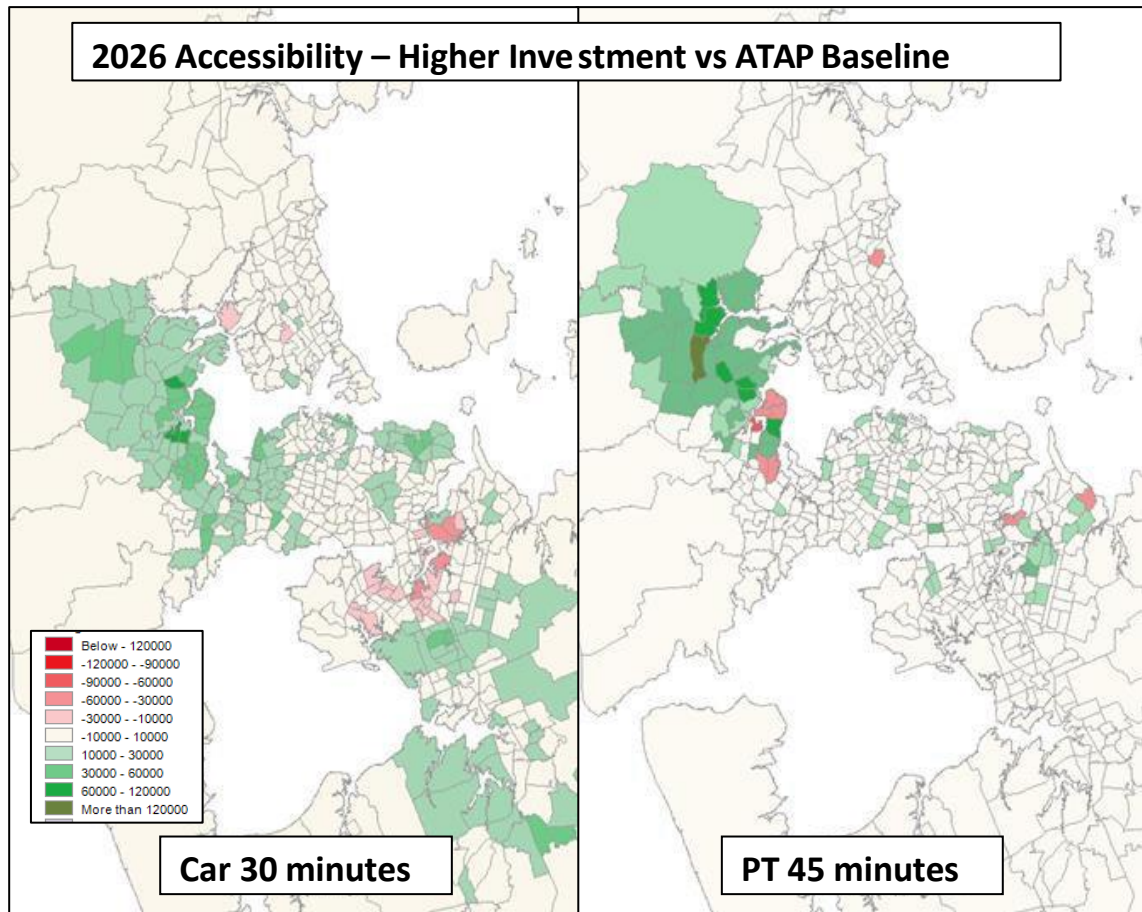 2026 Accessibility – Higher Investment vs ATAP Baseline
Below - 120000
-120000 - -90000
-90000 - -60000
-60000 - -30000
-30000 - -10000
-10000 - 10000
10000 - 30000
30000 - 60000
60000 - 120000
More than 120000
Car 30 minutes
PT 45 minutes